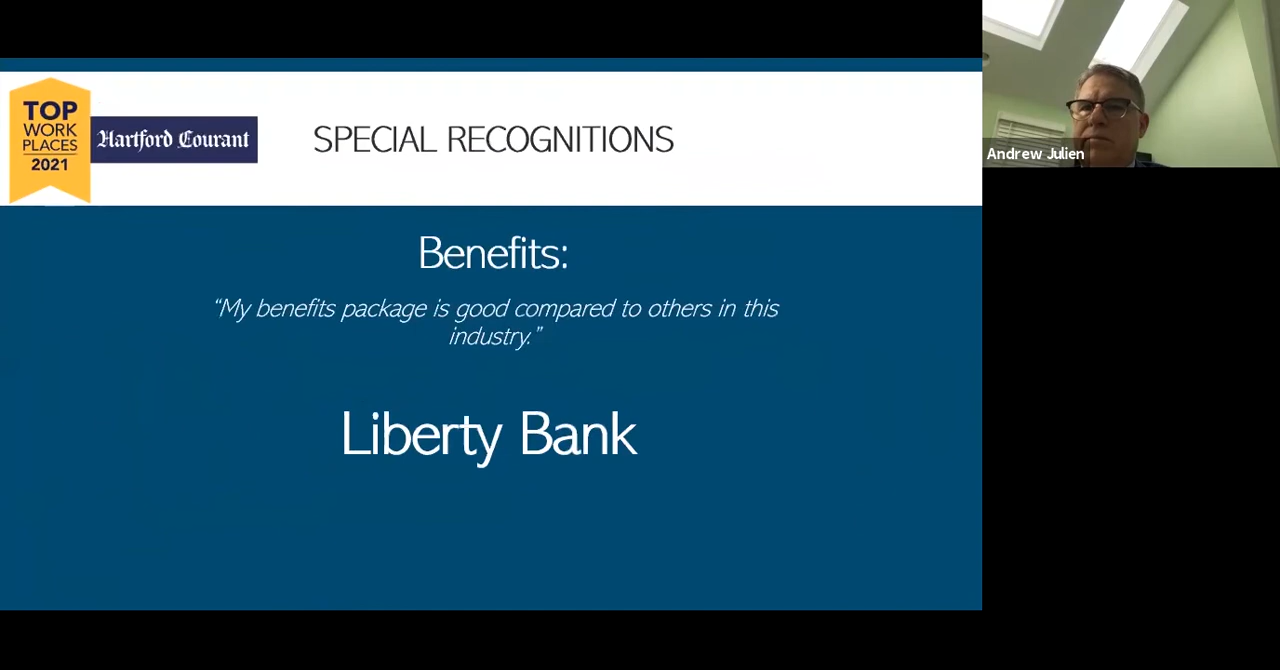 TOP
WORK
PLACES
2021
Hartford Courant
SPECIAL RECOGNITIONS
Andrew Julien
Benefits:
“My benefits package is good compared to others in this
industry.”
Liberty Bank